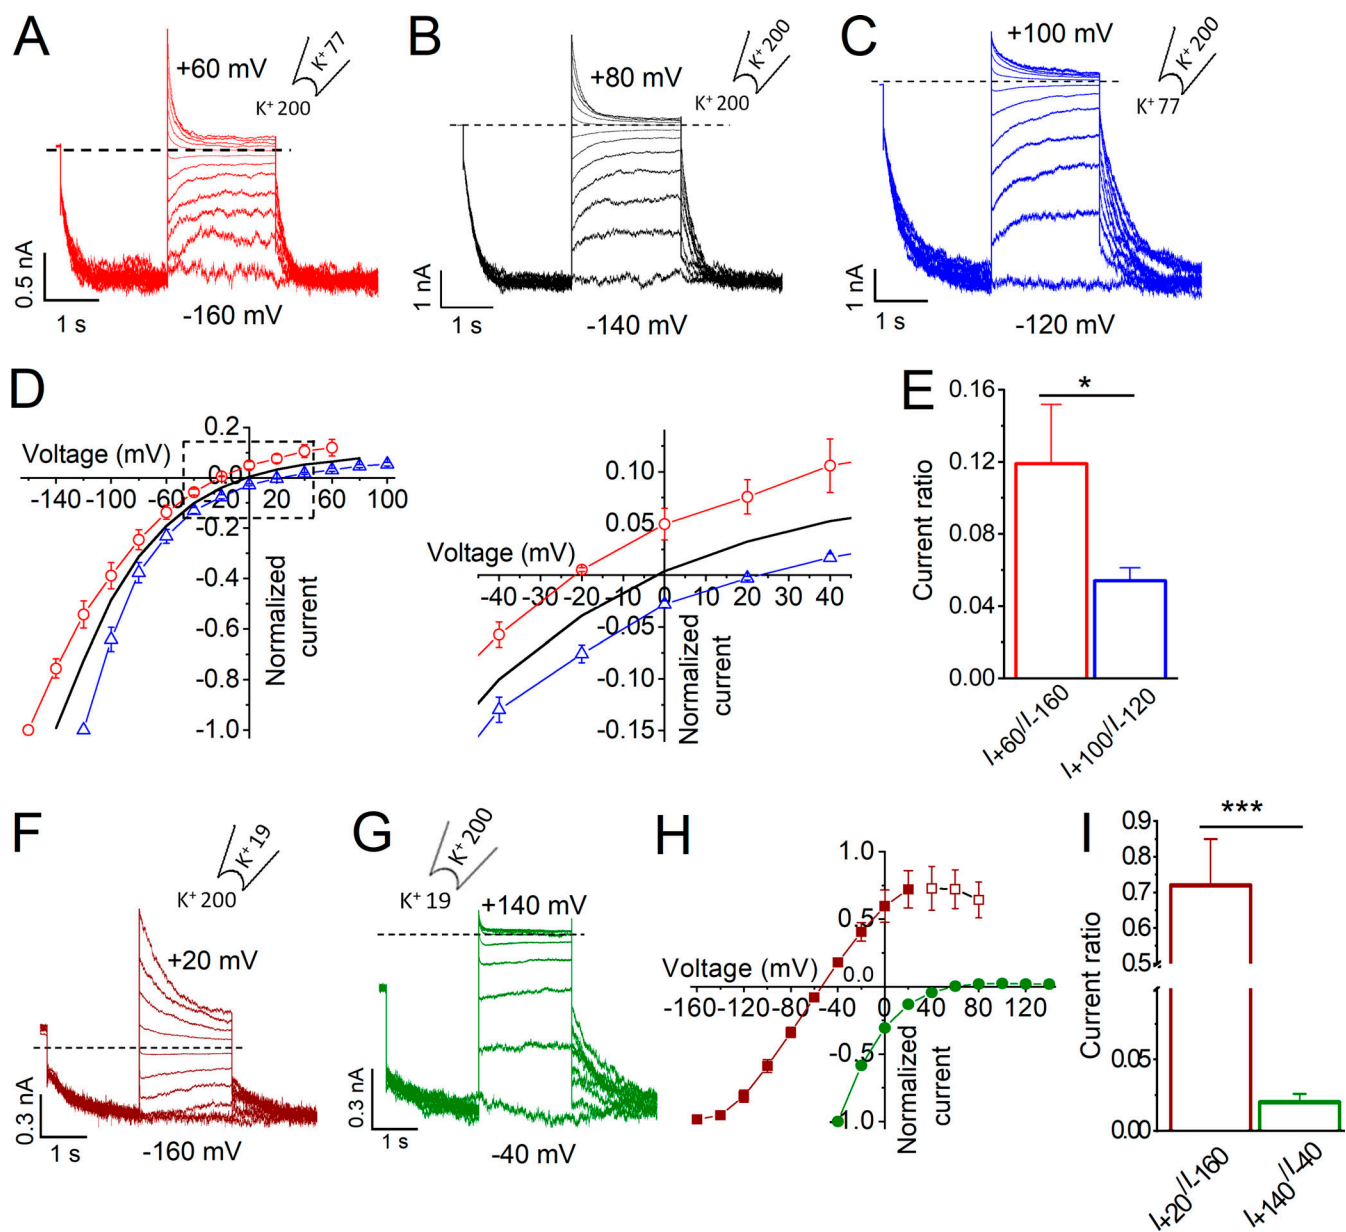 A
+60 mV
K+ 77
K+ 200
0.5 nA
1 s
-160 mV
B
+80 mV
K+ 200
K+ 200
1 nA
1 s
-140 mV
C
+100 mV
K+ 200
K+ 77
1 nA
1 s
-120 mV
D
Voltage (mV)
0.2
0.0
-0.2
-0.4
-0.6
-0.8
-1.0
-140 -100 -60 -20 20 60 100
Normalized
current
Voltage (mV)
0.10
0.05
-0.05
-0.10
-0.15
-40 -30 -20 -10 0 10 20 30 40
Normalized
current
E
*
Current ratio
0.16
0.12
0.08
0.04
0.00
I+60/I-160
I+100/I-120
F
K+ 19
K+ 200
+20 mV
0.3 nA
1 s
-160 mV
G
K+ 200
K+ 19
+140 mV
0.3 nA
1 s
-40 mV
H
Voltage (mV)
1.0
0.5
0.0
-0.5
-1.0
-160 -120 -80 -40 0 40 80 120
Normalized
current
I
***
Current ratio
0.9
0.8
0.7
0.6
0.5
0.05
0.00
I+20/I-160
I+140/I-40